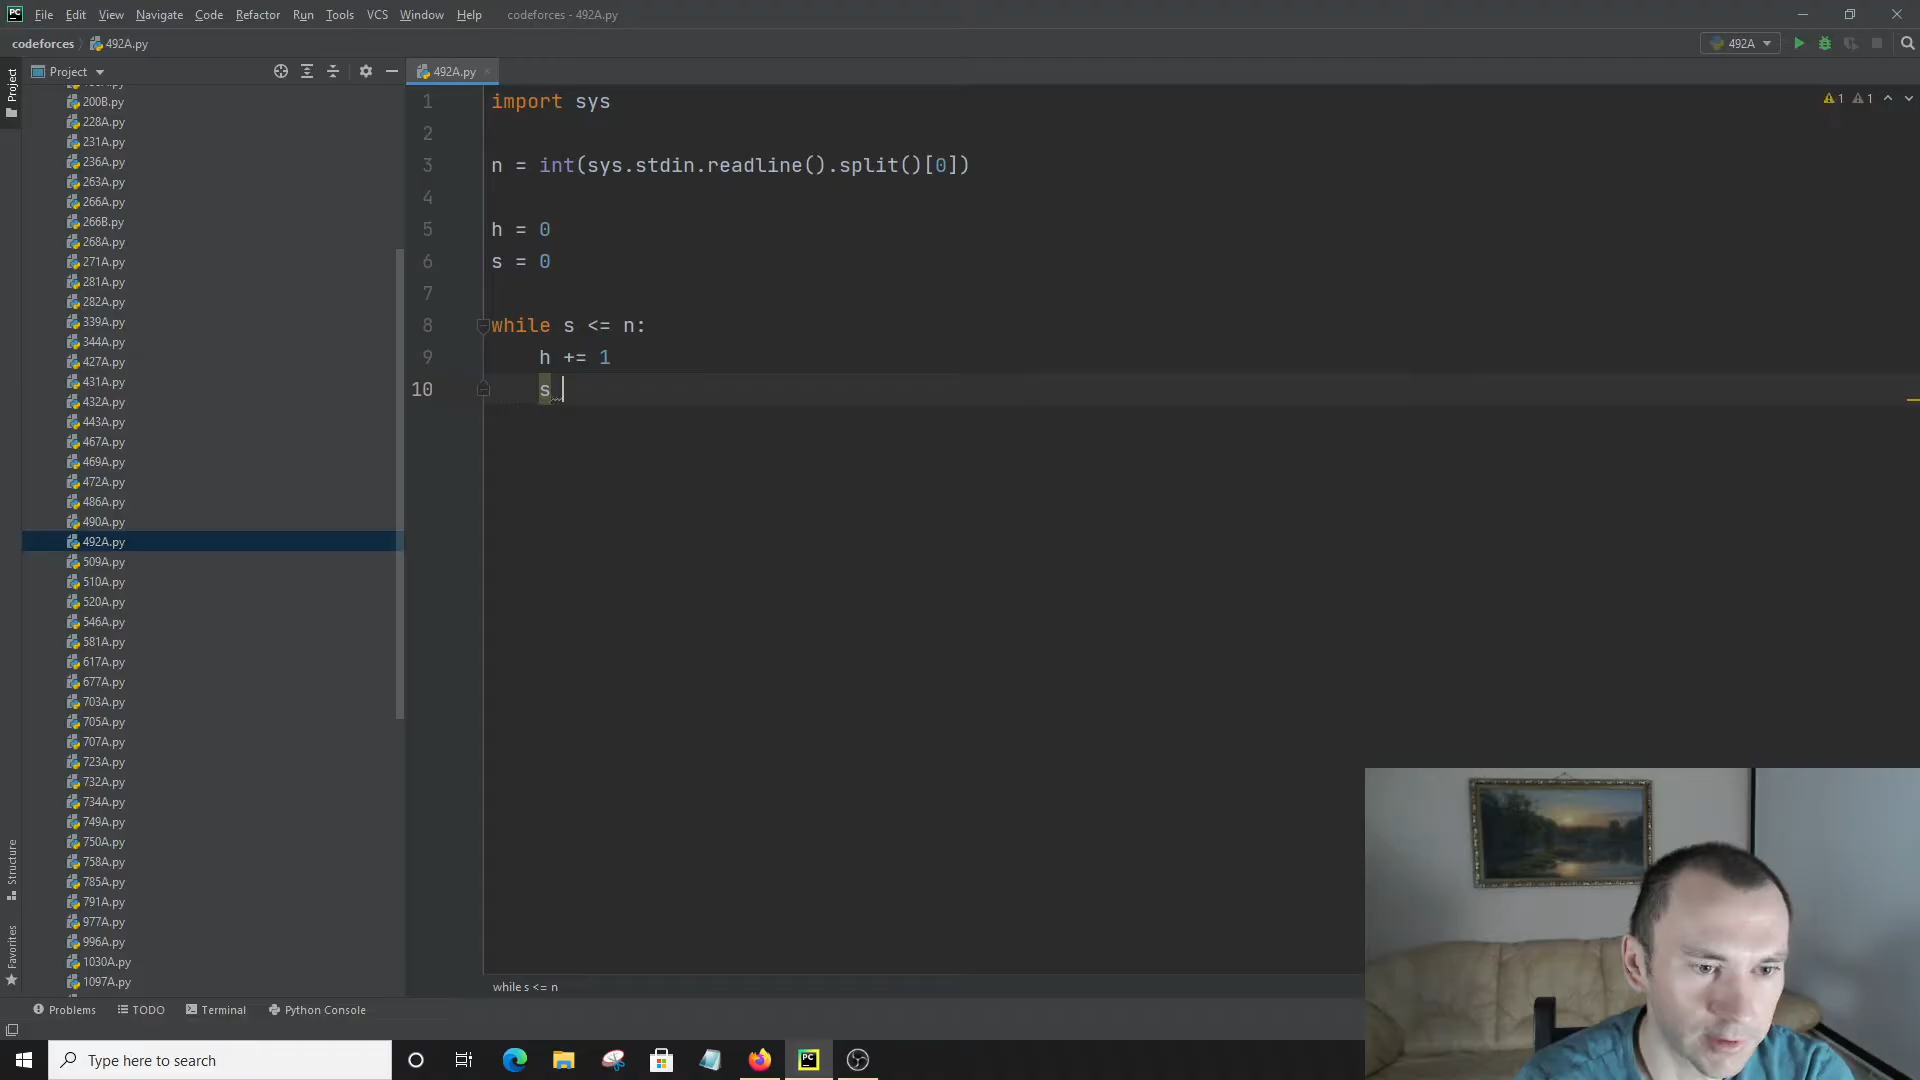 PC File Edit View Navigate Code Refactor Run Tools VCS Window Help codeforces - 492A.py
codeforces 492A.py 492A
Project Project 492A.py
200B.py
228A.py
231A.py
236A.py
263A.py
266A.py
266B.py
268A.py
271A.py
281A.py
282A.py
339A.py
344A.py
427A.py
431A.py
432A.py
443A.py
467A.py
469A.py
472A.py
486A.py
490A.py
492A.py
509A.py
510A.py
520A.py
546A.py
581A.py
617A.py
677A.py
703A.py
705A.py
707A.py
723A.py
732A.py
734A.py
749A.py
750A.py
758A.py
785A.py
791A.py
977A.py
996A.py
1030A.py
1097A.py
1 import sys
2
3 n = int(sys.stdin.readline().split()[0])
4
5 h = 0
6 s = 0
7
8 while s <= n:
9 h += 1
10 s
1 1
while s <= n
Structure
Favorites
Problems TODO Terminal Python Console
Type here to search PC